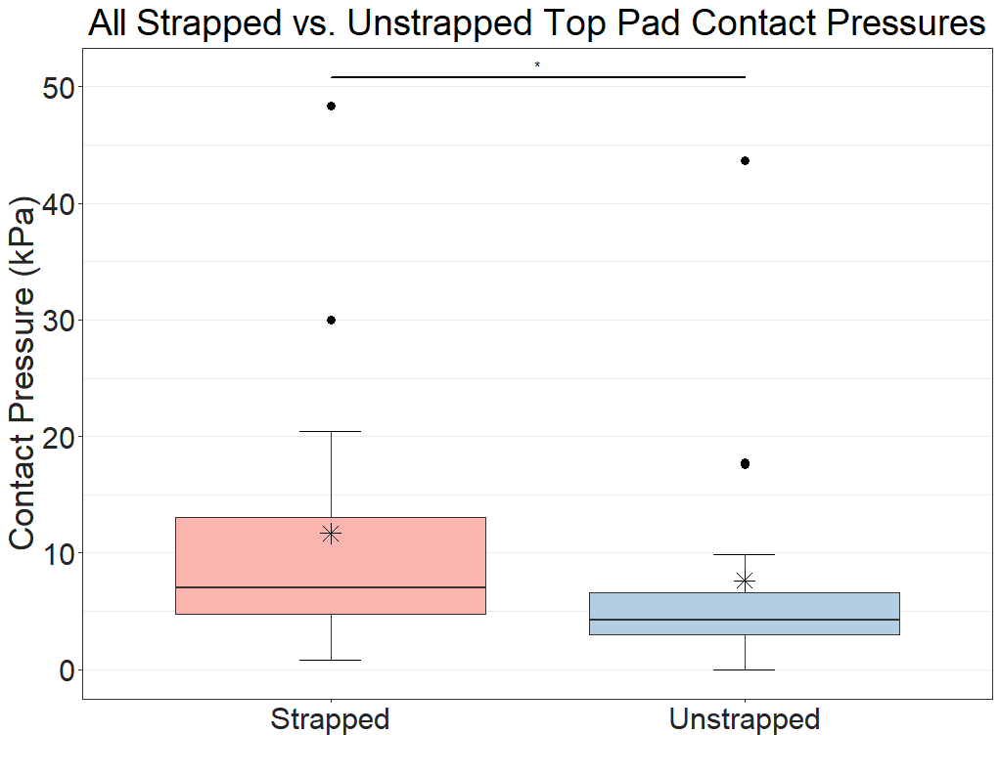 All Strapped vs. Unstrapped Top Pad Contact Pressures
*
50
40
30
20
10
0
Contact Pressure (kPa)
Strapped
Unstrapped